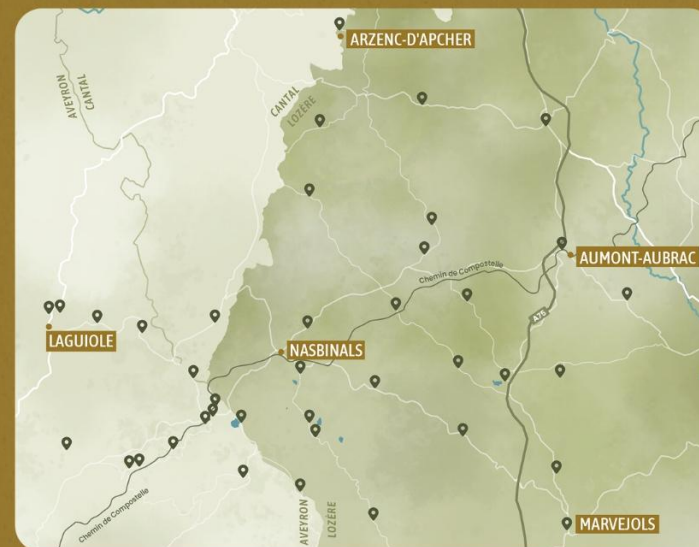 ARZENC-D'APCHER
AVEYRON
CANTAL
CANTAL
LOZÈRE
Chemin de Compostelle
AUMONT-AUBRAC
A75
LAGUIOLE
NASBINALS
Chemin de Compostelle
AVEYRON
LOZÈRE
MARVEJOLS